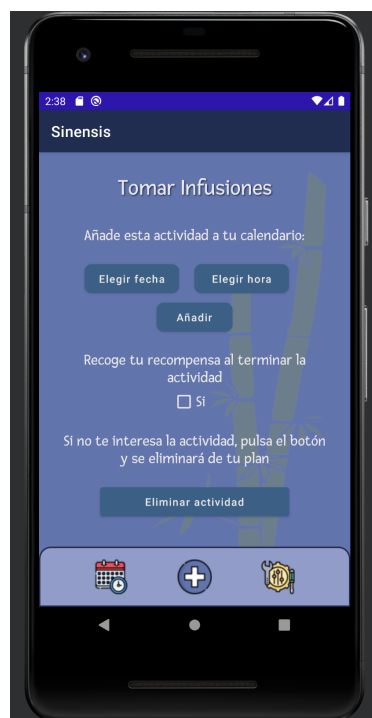 2:38
Sinensis
Tomar Infusiones
Añade esta actividad a tu calendario:
Elegir fecha
Elegir hora
Añadir
Recoge tu recompensa al terminar la
actividad
Si
Si no te interesa la actividad, pulsa el botón
y se eliminará de tu plan
Eliminar actividad